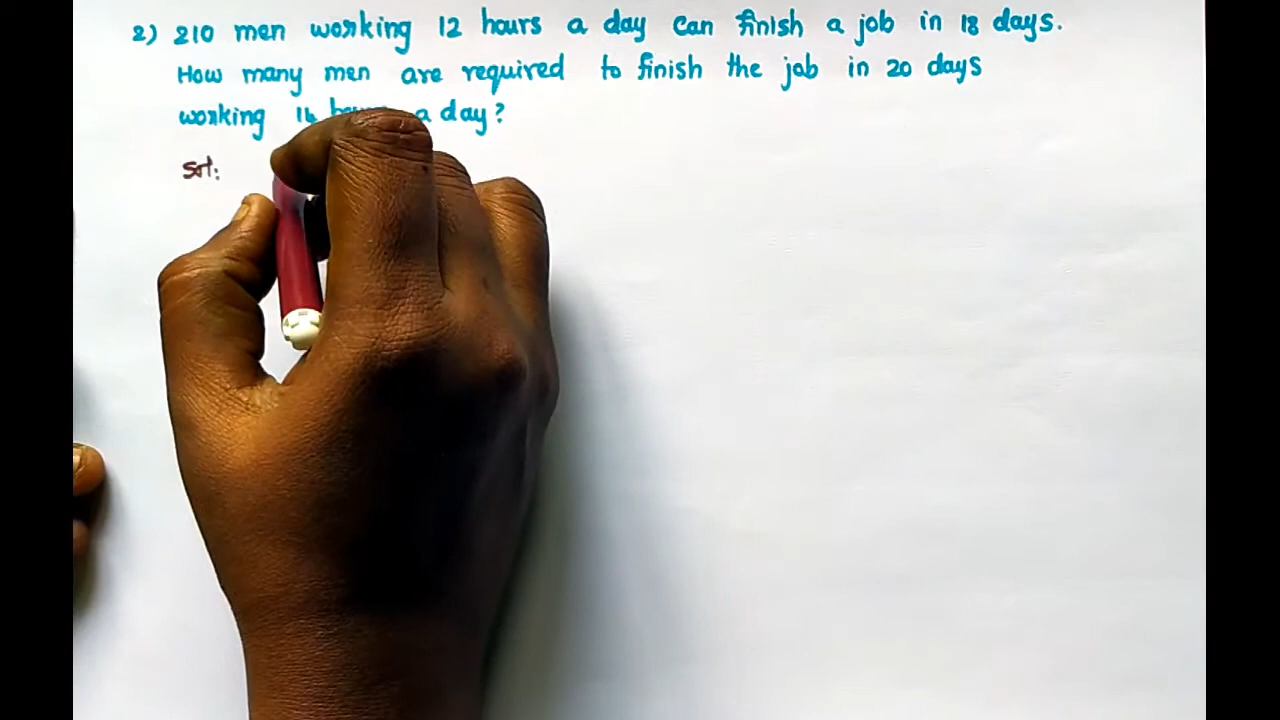 2) 210 men working 12 hours a day can finish a job in 18 days.
How many men are required to finish the job in 20 days
working a day?
Sol: